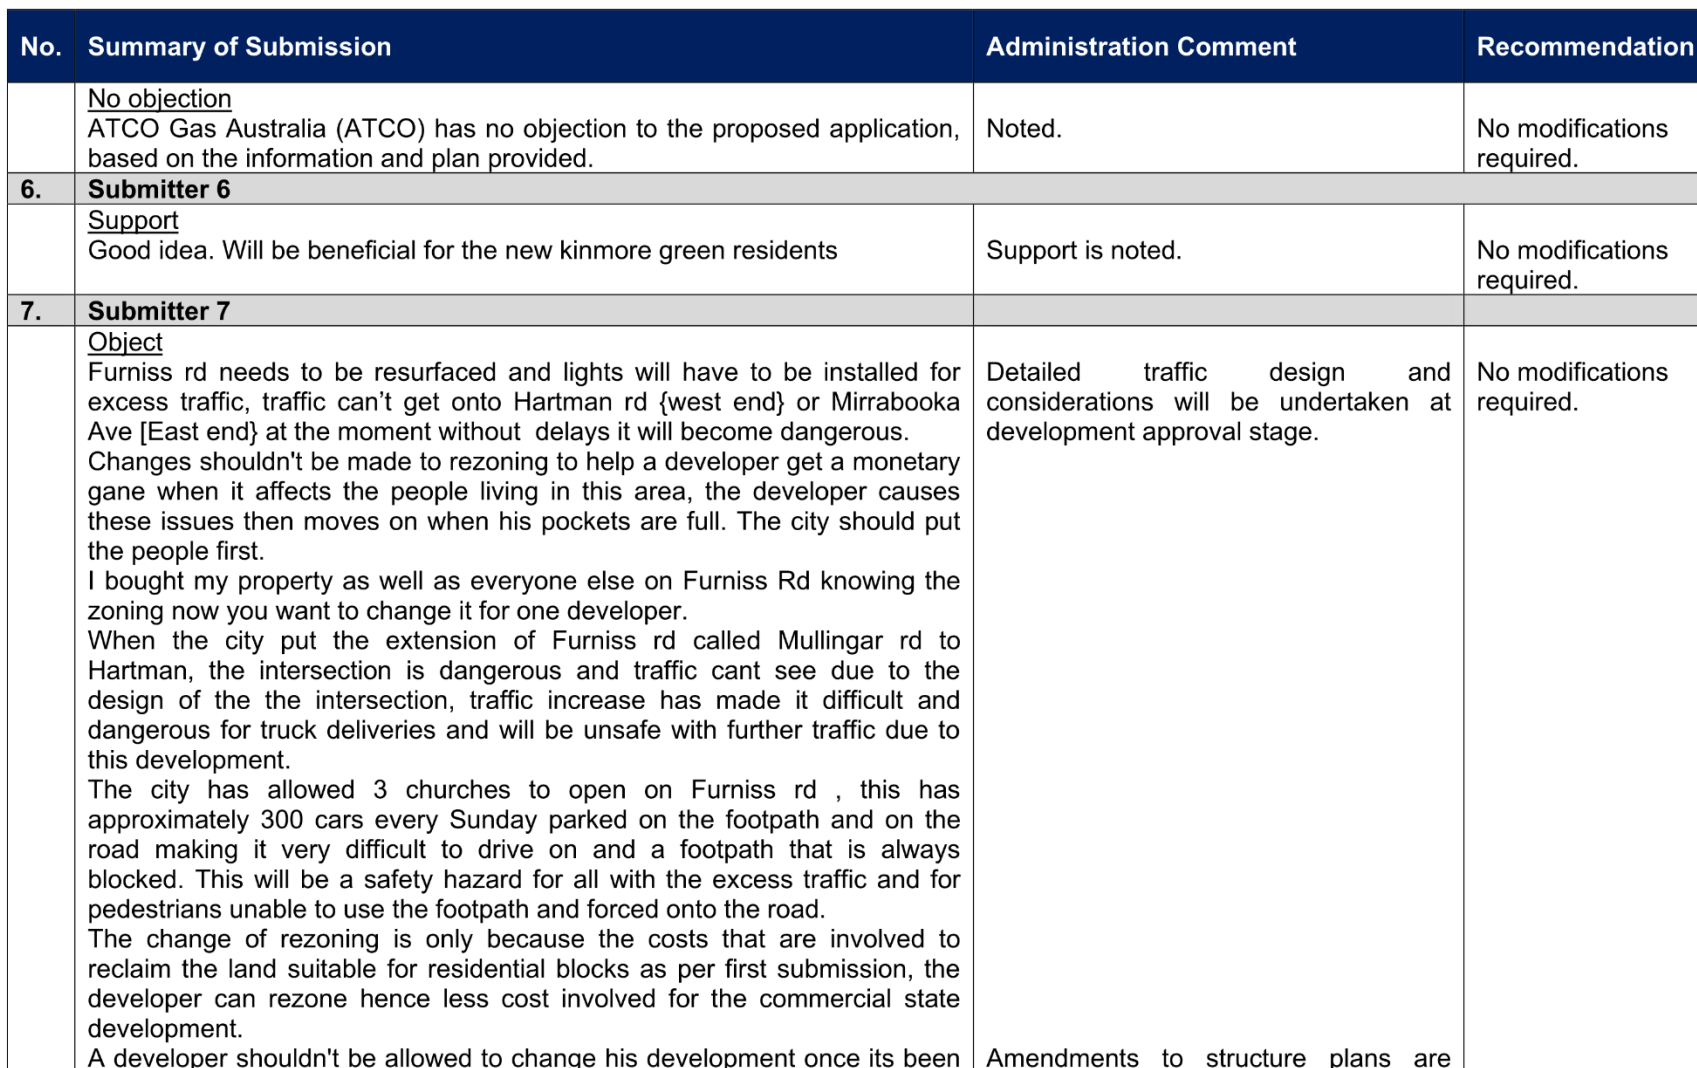 No. Summary of Submission Administration Comment Recommendation
No objection
ATCO Gas Australia (ATCO) has no objection to the proposed application, Noted. No modifications
based on the information and plan provided. required.
6. Submitter 6
Support
Good idea. Will be beneficial for the new kinmore green residents Support is noted. No modifications
required.
7. Submitter 7
Object
Furniss rd needs to be resurfaced and lights will have to be installed for Detailed traffic design and No modifications
excess traffic, traffic can’t get onto Hartman rd {west end} or Mirrabooka considerations will be undertaken at required.
Ave [East end} at the moment without  delays it will become dangerous. development approval stage.
Changes shouldn't be made to rezoning to help a developer get a monetary
gane when it affects the people living in this area, the developer causes
these issues then moves on when his pockets are full. The city should put
the people first.
I bought my property as well as everyone else on Furniss Rd knowing the
zoning now you want to change it for one developer.
When the city put the extension of Furniss rd called Mullingar rd to
Hartman, the intersection is dangerous and traffic cant see due to the
design of the the intersection, traffic increase has made it difficult and
dangerous for truck deliveries and will be unsafe with further traffic due to
this development.
The city has allowed 3 churches to open on Furniss rd , this has
approximately 300 cars every Sunday parked on the footpath and on the
road making it very difficult to drive on and a footpath that is always
blocked. This will be a safety hazard for all with the excess traffic and for
pedestrians unable to use the footpath and forced onto the road.
The change of rezoning is only because the costs that are involved to
reclaim the land suitable for residential blocks as per first submission, the
developer can rezone hence less cost involved for the commercial state
development.
A developer shouldn't be allowed to change his development once its been Amendments to structure plans are